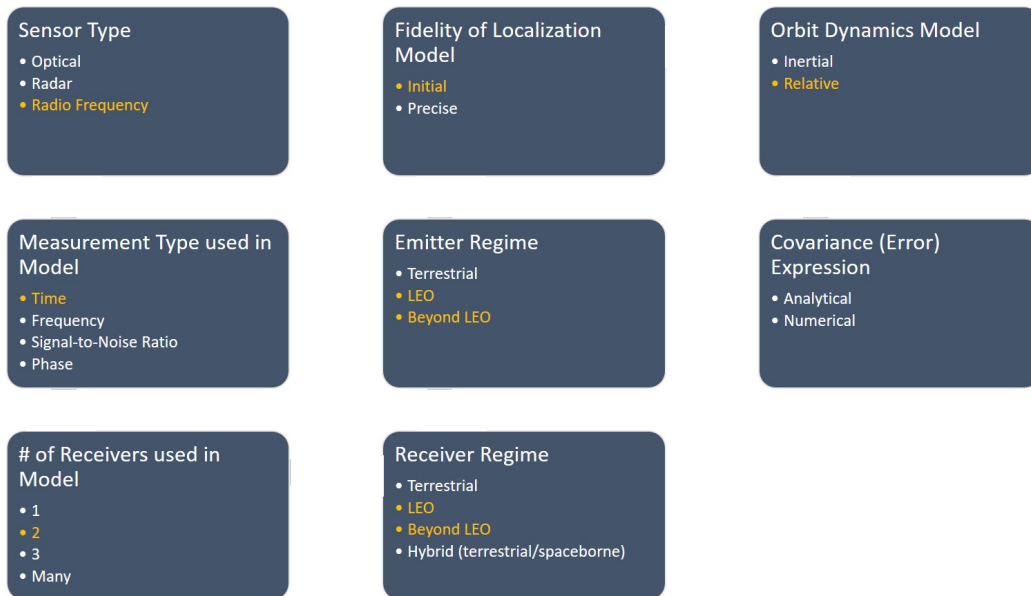 Sensor Type
• Optical
• Radar
• Radio Frequency
Fidelity of Localization
Model
• Initial
• Precise
Orbit Dynamics Model
• Inertial
• Relative
Measurement Type used in
Model
• Time
• Frequency
• Signal-to-Noise Ratio
• Phase
Emitter Regime
• Terrestrial
• LEO
• Beyond LEO
Covariance (Error)
Expression
• Analytical
• Numerical
# of Receivers used in
Model
• 1
• 2
• 3
• Many
Receiver Regime
• Terrestrial
• LEO
• Beyond LEO
• Hybrid (terrestrial/spaceborne)